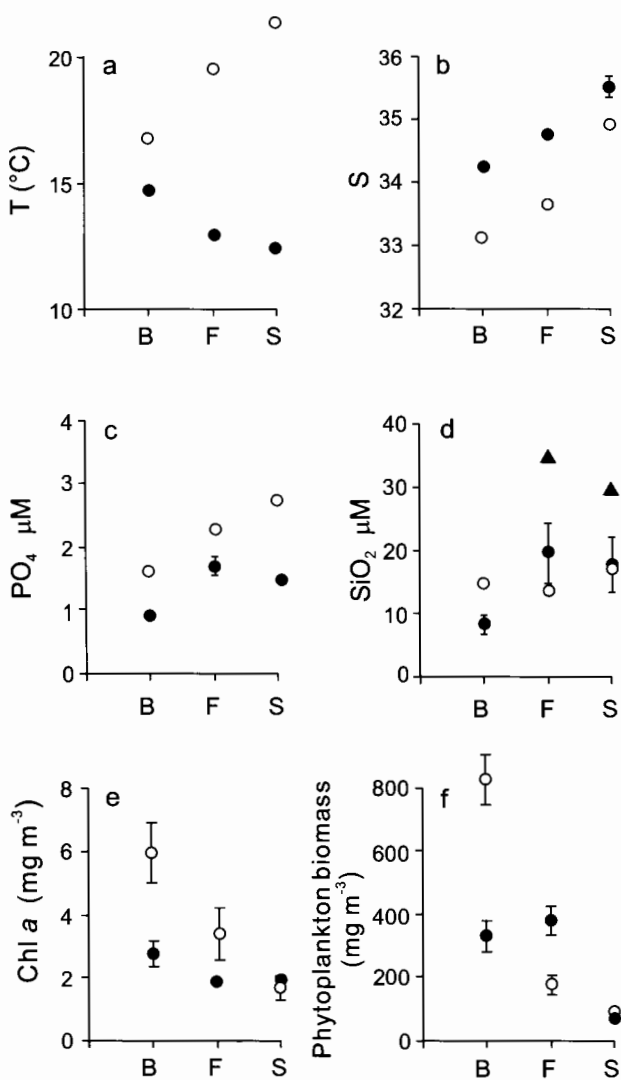 a
T (°C)
20
15
10
B F S
b
S
36
35
34
33
32
B F S
c
PO₄ µM
4
3
2
1
0
B F S
d
SiO₂ µM
40
30
20
10
0
B F S
e
Chl a (mg m⁻³)
8
6
4
2
0
B F S
f
Phytoplankton biomass
(mg m⁻³)
800
600
400
200
0
B F S